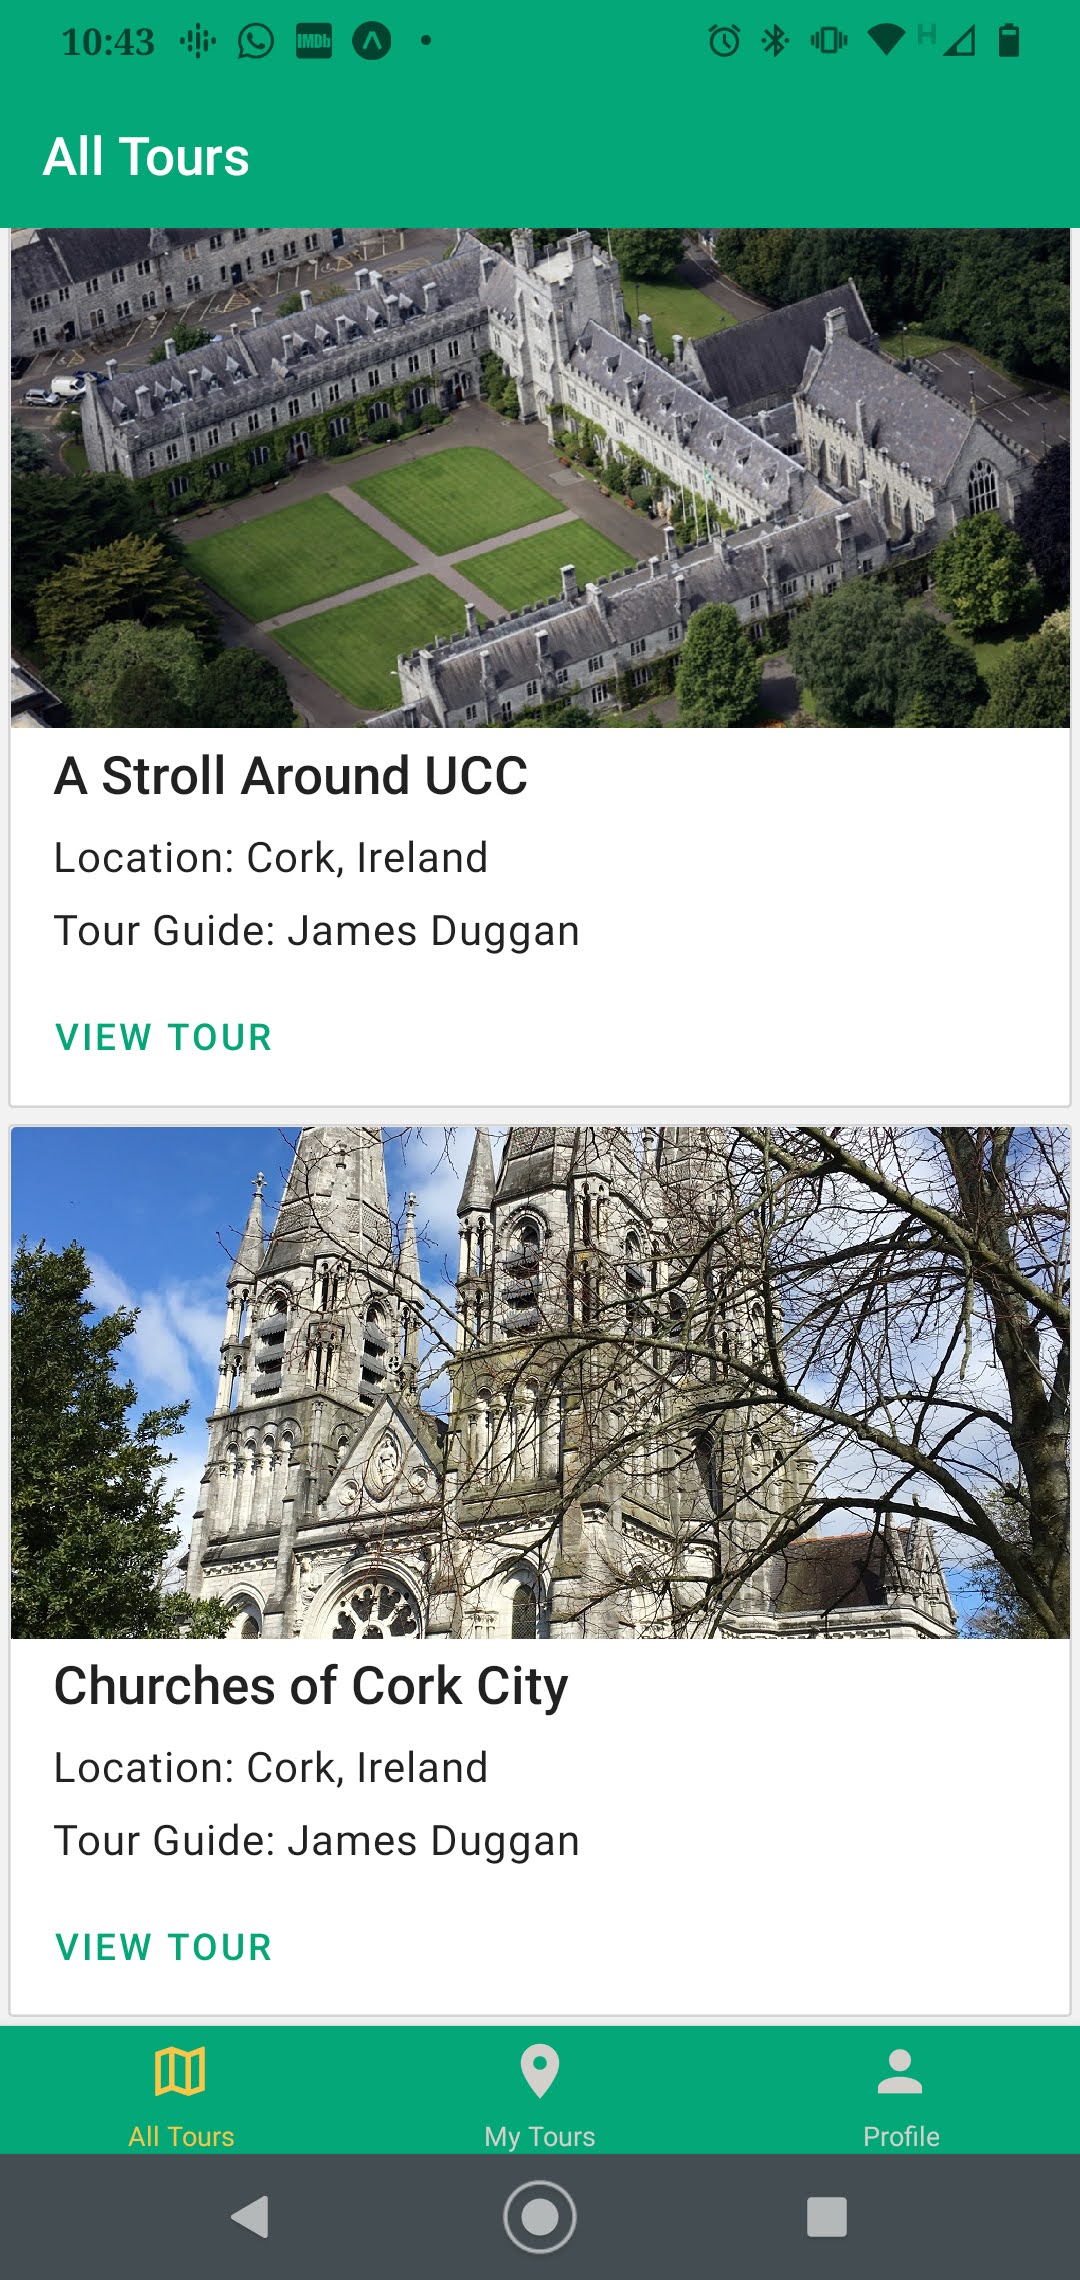 10:43
IMDb
H
All Tours
A Stroll Around UCC
Location: Cork, Ireland
Tour Guide: James Duggan
VIEW TOUR
Churches of Cork City
Location: Cork, Ireland
Tour Guide: James Duggan
VIEW TOUR
All Tours
My Tours
Profile